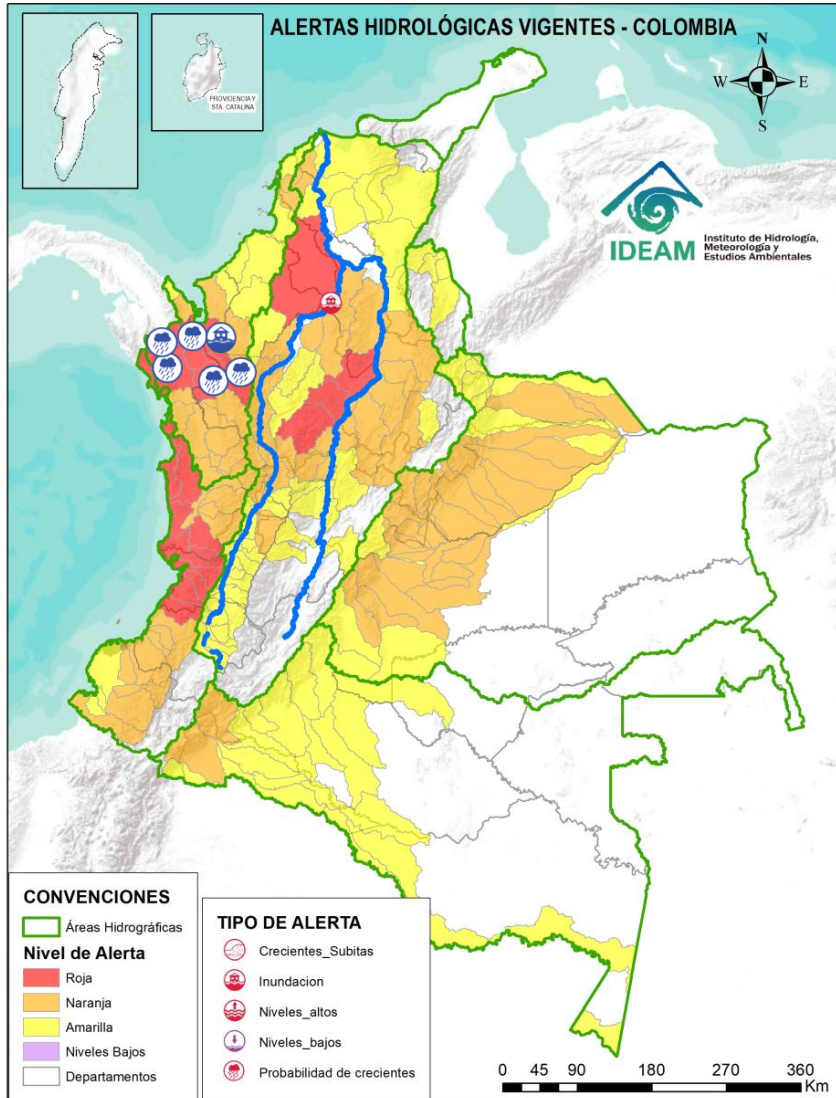 ALERTAS HIDROLÓGICAS VIGENTES - COLOMBIA
PROVIDENCIA Y
STA. CATALINA
N
W
E
S
IDEAM
Instituto de Hidrología,
Meteorología y
Estudios Ambientales
CONVENCIONES
Áreas Hidrográficas
Nivel de Alerta
Roja
Naranja
Amarilla
Niveles Bajos
Departamentos
TIPO DE ALERTA
Crecientes_Subitas
Inundacion
Niveles_altos
Niveles_bajos
Probabilidad de crecientes
0 45 90 180 270 360
Km